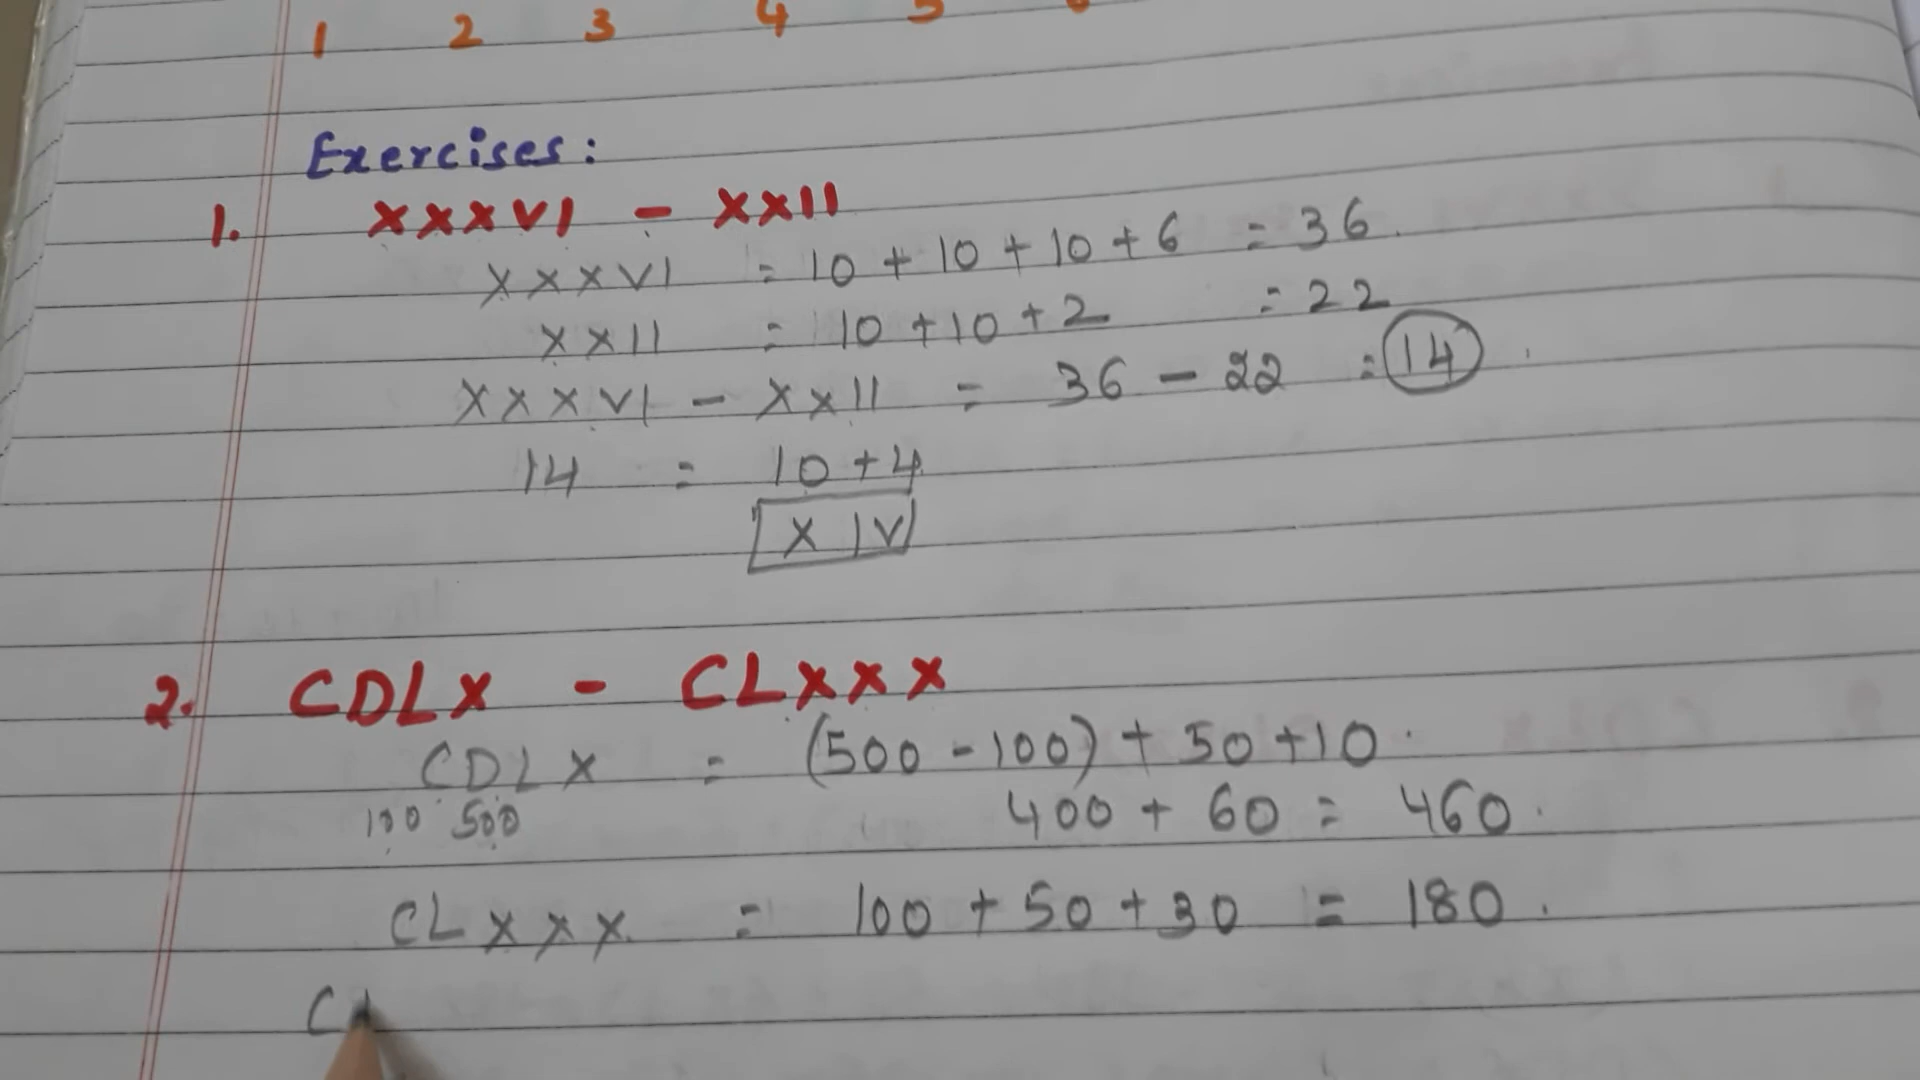 1 2 3 4 5
Exercises:
1. XXXVI - XXII
XXXVI = 10 + 10 + 10 + 6 = 36.
XXII = 10 + 10 + 2 = 22
XXXVI - XXII = 36 - 22 = 14
14 = 10 + 4
XIV
2. CDLX - CLXXX
CDLX = (500 - 100) + 50 + 10.
100 500 400 + 60 = 460.
CLXXX = 100 + 50 + 30 = 180.
C